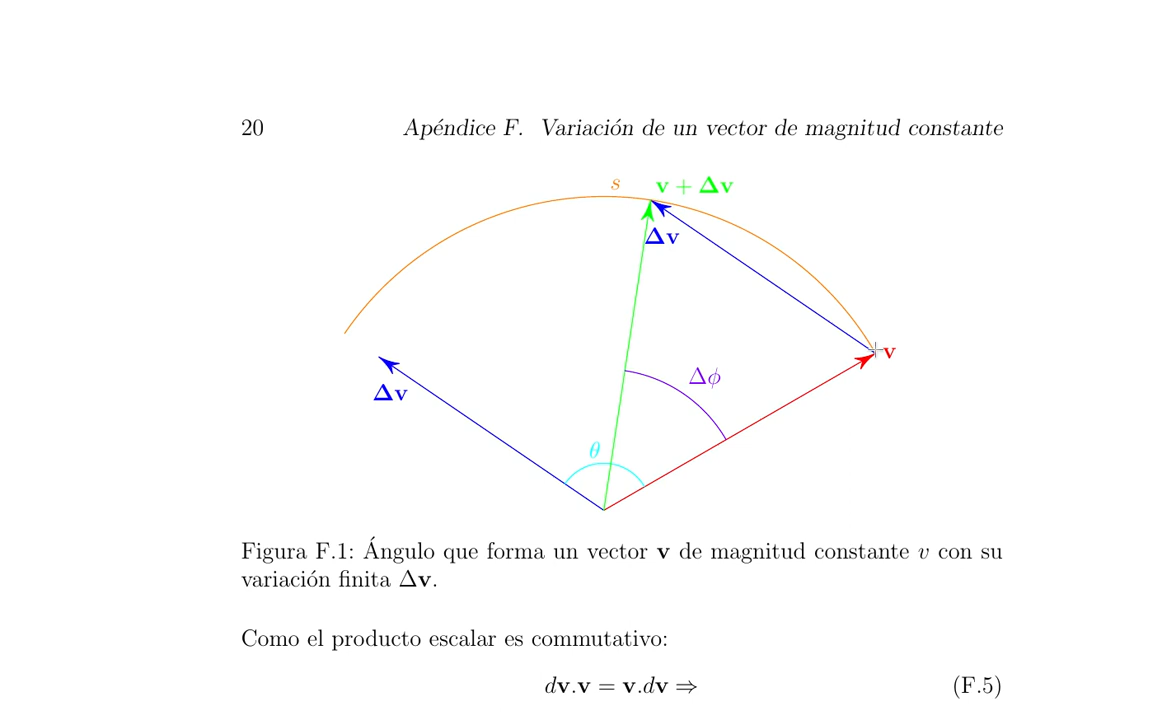 20 Apéndice F. Variación de un vector de magnitud constante
s v + Δv
Δv
v
Δϕ
Δv
θ
Figura F.1: Ángulo que forma un vector v de magnitud constante v con su
variación finita Δv.
Como el producto escalar es commutativo:
dv.v = v.dv ⇒ (F.5)